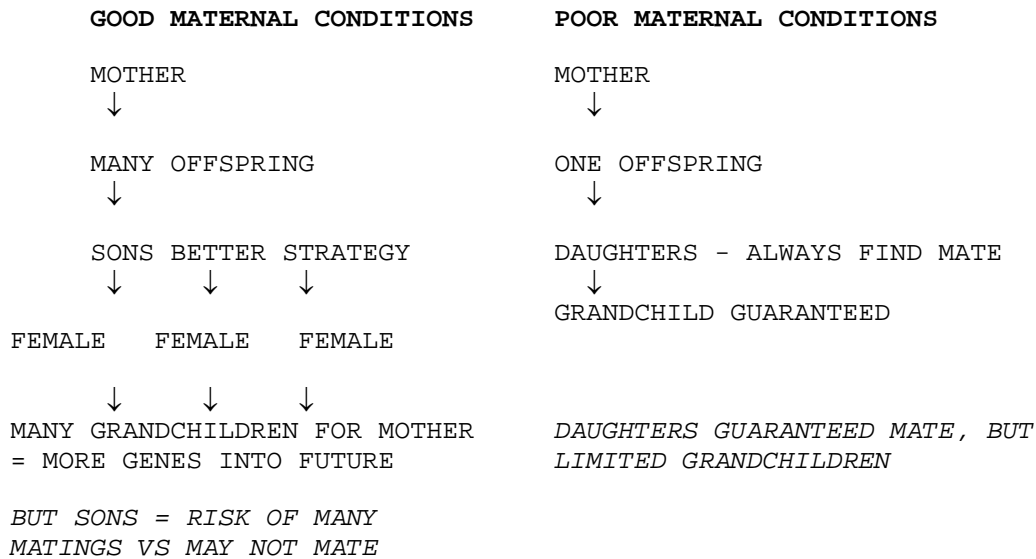 GOOD MATERNAL CONDITIONS
MOTHER
↓
MANY OFFSPRING
↓
SONS BETTER STRATEGY
↓ ↓ ↓
FEMALE FEMALE FEMALE
↓ ↓ ↓
MANY GRANDCHILDREN FOR MOTHER
= MORE GENES INTO FUTURE
BUT SONS = RISK OF MANY
MATINGS VS MAY NOT MATE
POOR MATERNAL CONDITIONS
MOTHER
↓
ONE OFFSPRING
↓
DAUGHTERS - ALWAYS FIND MATE
↓
GRANDCHILD GUARANTEED
DAUGHTERS GUARANTEED MATE, BUT
LIMITED GRANDCHILDREN